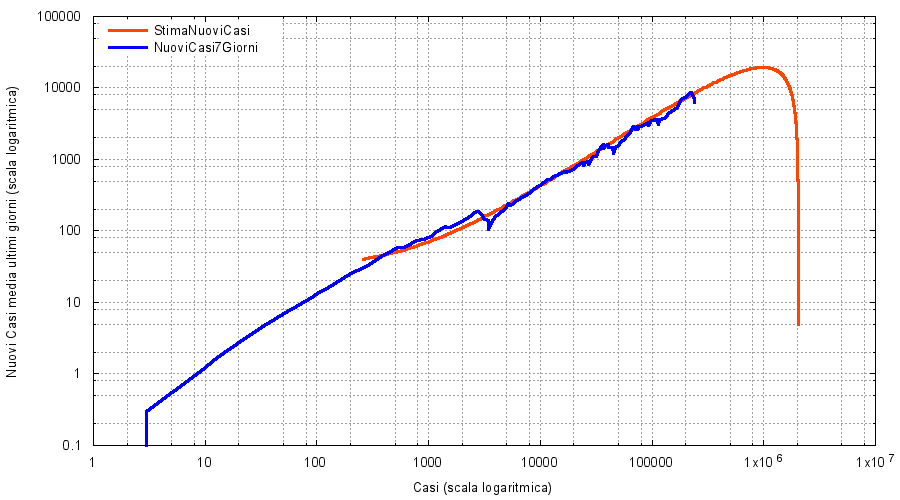 100000
10000
1000
100
10
1
0.1
StimaNuoviCasi
NuoviCasi7Giorni
Nuovi Casi media ultimi giorni (scala logaritmica)
1 10 100 1000 10000 100000 1x10 6 1x10 7
Casi (scala logaritmica)